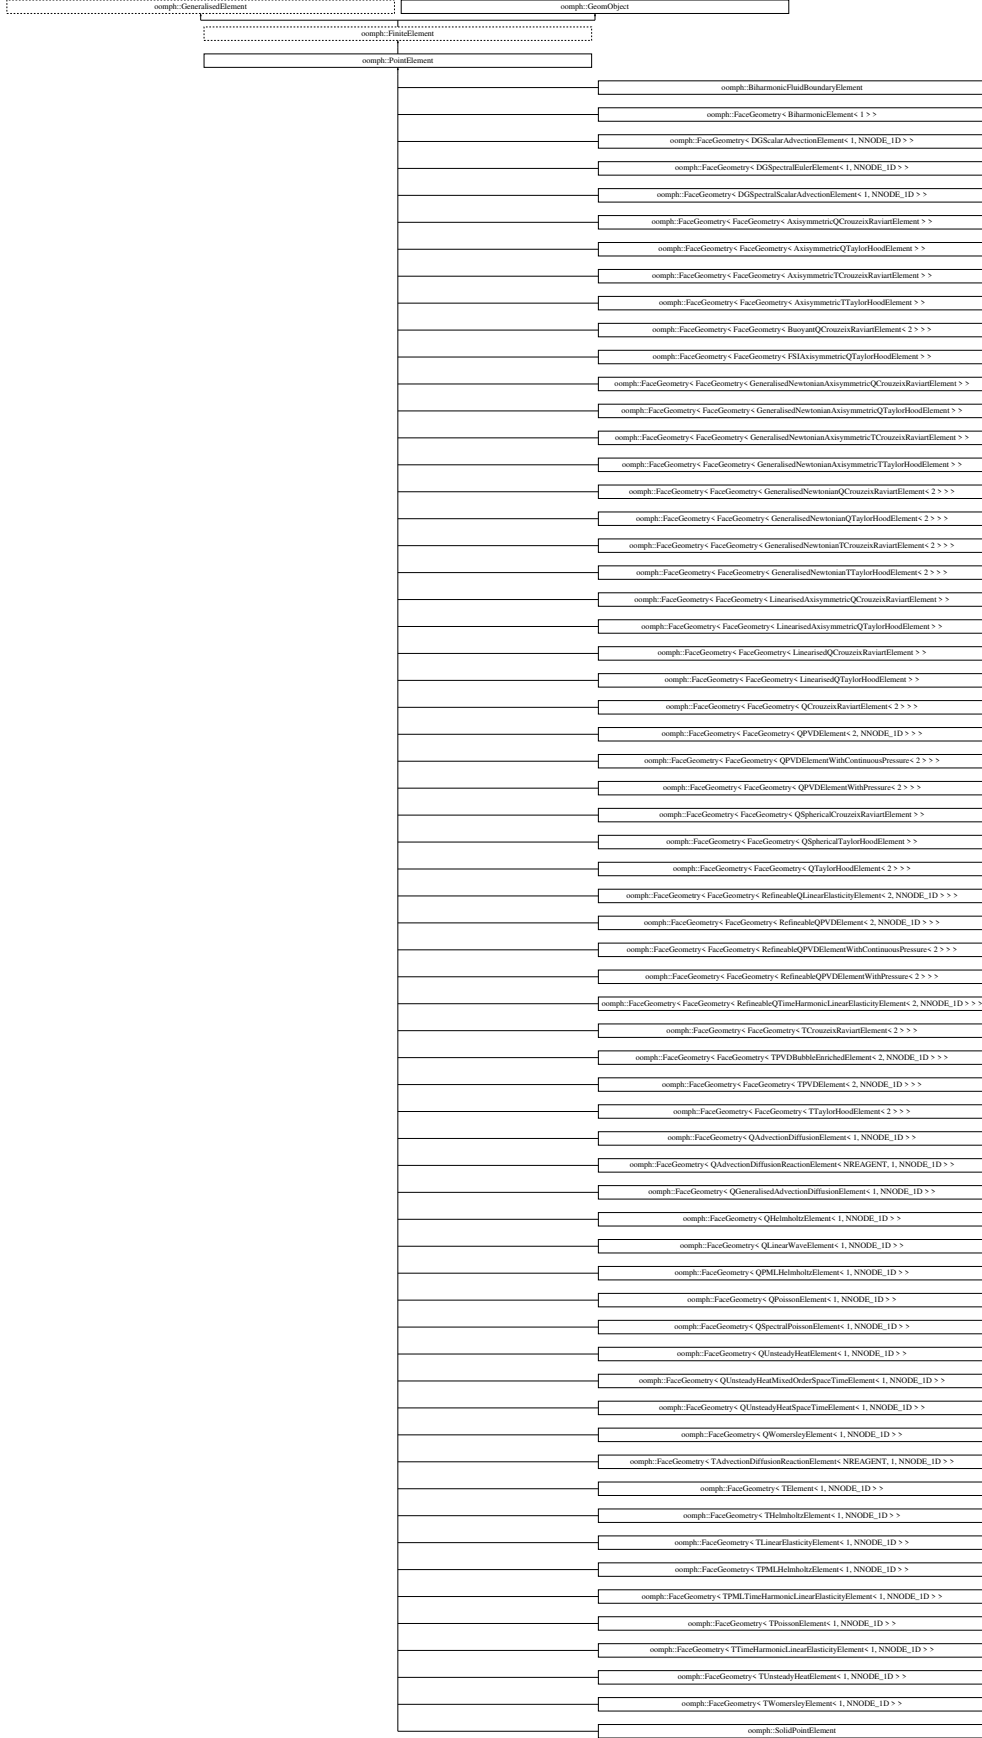 oomph::GeneralisedElement
oomph::GeomObject
oomph::FiniteElement
oomph::PointElement
oomph::BiharmonicFluidBoundaryElement
oomph::FaceGeometry< BiharmonicElement< 1 > >
oomph::FaceGeometry< DGScalarAdvectionElement< 1, NNODE_1D > >
oomph::FaceGeometry< DGSpectralEulerElement< 1, NNODE_1D > >
oomph::FaceGeometry< DGSpectralScalarAdvectionElement< 1, NNODE_1D > >
oomph::FaceGeometry< FaceGeometry< AxisymmetricQCrouzeixRaviartElement > >
oomph::FaceGeometry< FaceGeometry< AxisymmetricQTaylorHoodElement > >
oomph::FaceGeometry< FaceGeometry< AxisymmetricTCrouzeixRaviartElement > >
oomph::FaceGeometry< FaceGeometry< AxisymmetricTTaylorHoodElement > >
oomph::FaceGeometry< FaceGeometry< BuoyantQCrouzeixRaviartElement< 2 > > >
oomph::FaceGeometry< FaceGeometry< FSIAxisymmetricQTaylorHoodElement > >
oomph::FaceGeometry< FaceGeometry< GeneralisedNewtonianAxisymmetricQCrouzeixRaviartElement > >
oomph::FaceGeometry< FaceGeometry< GeneralisedNewtonianAxisymmetricQTaylorHoodElement > >
oomph::FaceGeometry< FaceGeometry< GeneralisedNewtonianAxisymmetricTCrouzeixRaviartElement > >
oomph::FaceGeometry< FaceGeometry< GeneralisedNewtonianAxisymmetricTTaylorHoodElement > >
oomph::FaceGeometry< FaceGeometry< GeneralisedNewtonianQCrouzeixRaviartElement< 2 > > >
oomph::FaceGeometry< FaceGeometry< GeneralisedNewtonianQTaylorHoodElement< 2 > > >
oomph::FaceGeometry< FaceGeometry< GeneralisedNewtonianTCrouzeixRaviartElement< 2 > > >
oomph::FaceGeometry< FaceGeometry< GeneralisedNewtonianTTaylorHoodElement< 2 > > >
oomph::FaceGeometry< FaceGeometry< LinearisedAxisymmetricQCrouzeixRaviartElement > >
oomph::FaceGeometry< FaceGeometry< LinearisedAxisymmetricQTaylorHoodElement > >
oomph::FaceGeometry< FaceGeometry< LinearisedQCrouzeixRaviartElement > >
oomph::FaceGeometry< FaceGeometry< LinearisedQTaylorHoodElement > >
oomph::FaceGeometry< FaceGeometry< QCrouzeixRaviartElement< 2 > > >
oomph::FaceGeometry< FaceGeometry< QPVDElement< 2, NNODE_1D > > >
oomph::FaceGeometry< FaceGeometry< QPVDElementWithContinuousPressure< 2 > > >
oomph::FaceGeometry< FaceGeometry< QPVDElementWithPressure< 2 > > >
oomph::FaceGeometry< FaceGeometry< QSphericalCrouzeixRaviartElement > >
oomph::FaceGeometry< FaceGeometry< QSphericalTaylorHoodElement > >
oomph::FaceGeometry< FaceGeometry< QTaylorHoodElement< 2 > > >
oomph::FaceGeometry< FaceGeometry< RefineableQLinearElasticityElement< 2, NNODE_1D > > >
oomph::FaceGeometry< FaceGeometry< RefineableQPVDElement< 2, NNODE_1D > > >
oomph::FaceGeometry< FaceGeometry< RefineableQPVDElementWithContinuousPressure< 2 > > >
oomph::FaceGeometry< FaceGeometry< RefineableQPVDElementWithPressure< 2 > > >
oomph::FaceGeometry< FaceGeometry< RefineableQTimeHarmonicLinearElasticityElement< 2, NNODE_1D > > >
oomph::FaceGeometry< FaceGeometry< TCrouzeixRaviartElement< 2 > > >
oomph::FaceGeometry< FaceGeometry< TPVDBubbleEnrichedElement< 2, NNODE_1D > > >
oomph::FaceGeometry< FaceGeometry< TPVDElement< 2, NNODE_1D > > >
oomph::FaceGeometry< FaceGeometry< TTaylorHoodElement< 2 > > >
oomph::FaceGeometry< QAdvectionDiffusionElement< 1, NNODE_1D > >
oomph::FaceGeometry< QAdvectionDiffusionReactionElement< NREAGENT, 1, NNODE_1D > >
oomph::FaceGeometry< QGeneralisedAdvectionDiffusionElement< 1, NNODE_1D > >
oomph::FaceGeometry< QHelmholtzElement< 1, NNODE_1D > >
oomph::FaceGeometry< QLinearWaveElement< 1, NNODE_1D > >
oomph::FaceGeometry< QPMLHelmholtzElement< 1, NNODE_1D > >
oomph::FaceGeometry< QPoissonElement< 1, NNODE_1D > >
oomph::FaceGeometry< QSpectralPoissonElement< 1, NNODE_1D > >
oomph::FaceGeometry< QUnsteadyHeatElement< 1, NNODE_1D > >
oomph::FaceGeometry< QUnsteadyHeatMixedOrderSpaceTimeElement< 1, NNODE_1D > >
oomph::FaceGeometry< QUnsteadyHeatSpaceTimeElement< 1, NNODE_1D > >
oomph::FaceGeometry< QWomersleyElement< 1, NNODE_1D > >
oomph::FaceGeometry< TAdvectionDiffusionReactionElement< NREAGENT, 1, NNODE_1D > >
oomph::FaceGeometry< TElement< 1, NNODE_1D > >
oomph::FaceGeometry< THelmholtzElement< 1, NNODE_1D > >
oomph::FaceGeometry< TLinearElasticityElement< 1, NNODE_1D > >
oomph::FaceGeometry< TPMLHelmholtzElement< 1, NNODE_1D > >
oomph::FaceGeometry< TPMLTimeHarmonicLinearElasticityElement< 1, NNODE_1D > >
oomph::FaceGeometry< TPoissonElement< 1, NNODE_1D > >
oomph::FaceGeometry< TTimeHarmonicLinearElasticityElement< 1, NNODE_1D > >
oomph::FaceGeometry< TUnsteadyHeatElement< 1, NNODE_1D > >
oomph::FaceGeometry< TWomersleyElement< 1, NNODE_1D > >
oomph::SolidPointElement